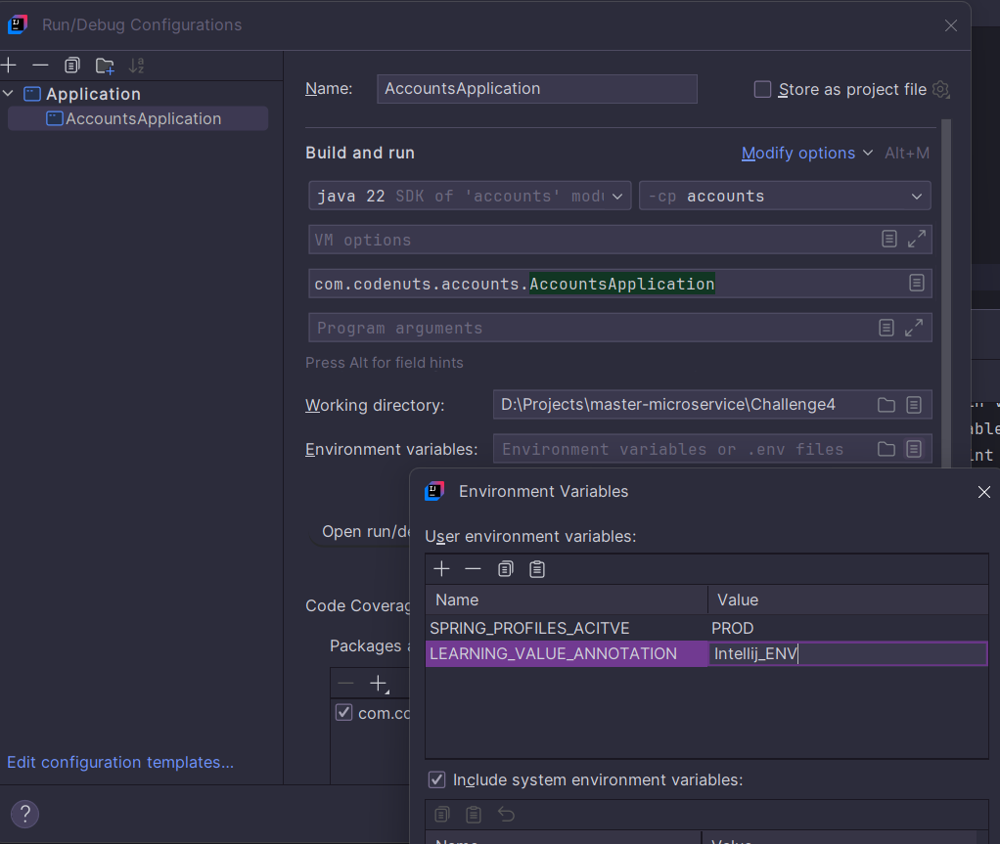 Run/Debug Configurations
Application
AccountsApplication
Name: AccountsApplication
Store as project file
Build and run
Modify options Alt+M
java 22 SDK of 'accounts' modu
-cp accounts
VM options
com.codenuts.accounts.AccountsApplication
Program arguments
Press Alt for field hints
Working directory: D:\Projects\master-microservice\Challenge4
Environment variables: Environment variables or .env files
Open run/de
Code Coverag
Packages a
com.co
Environment Variables
User environment variables:
Name Value
SPRING_PROFILES_ACITVE PROD
LEARNING_VALUE_ANNOTATION Intellij_ENV
Include system environment variables:
Name Value
Edit configuration templates...
?